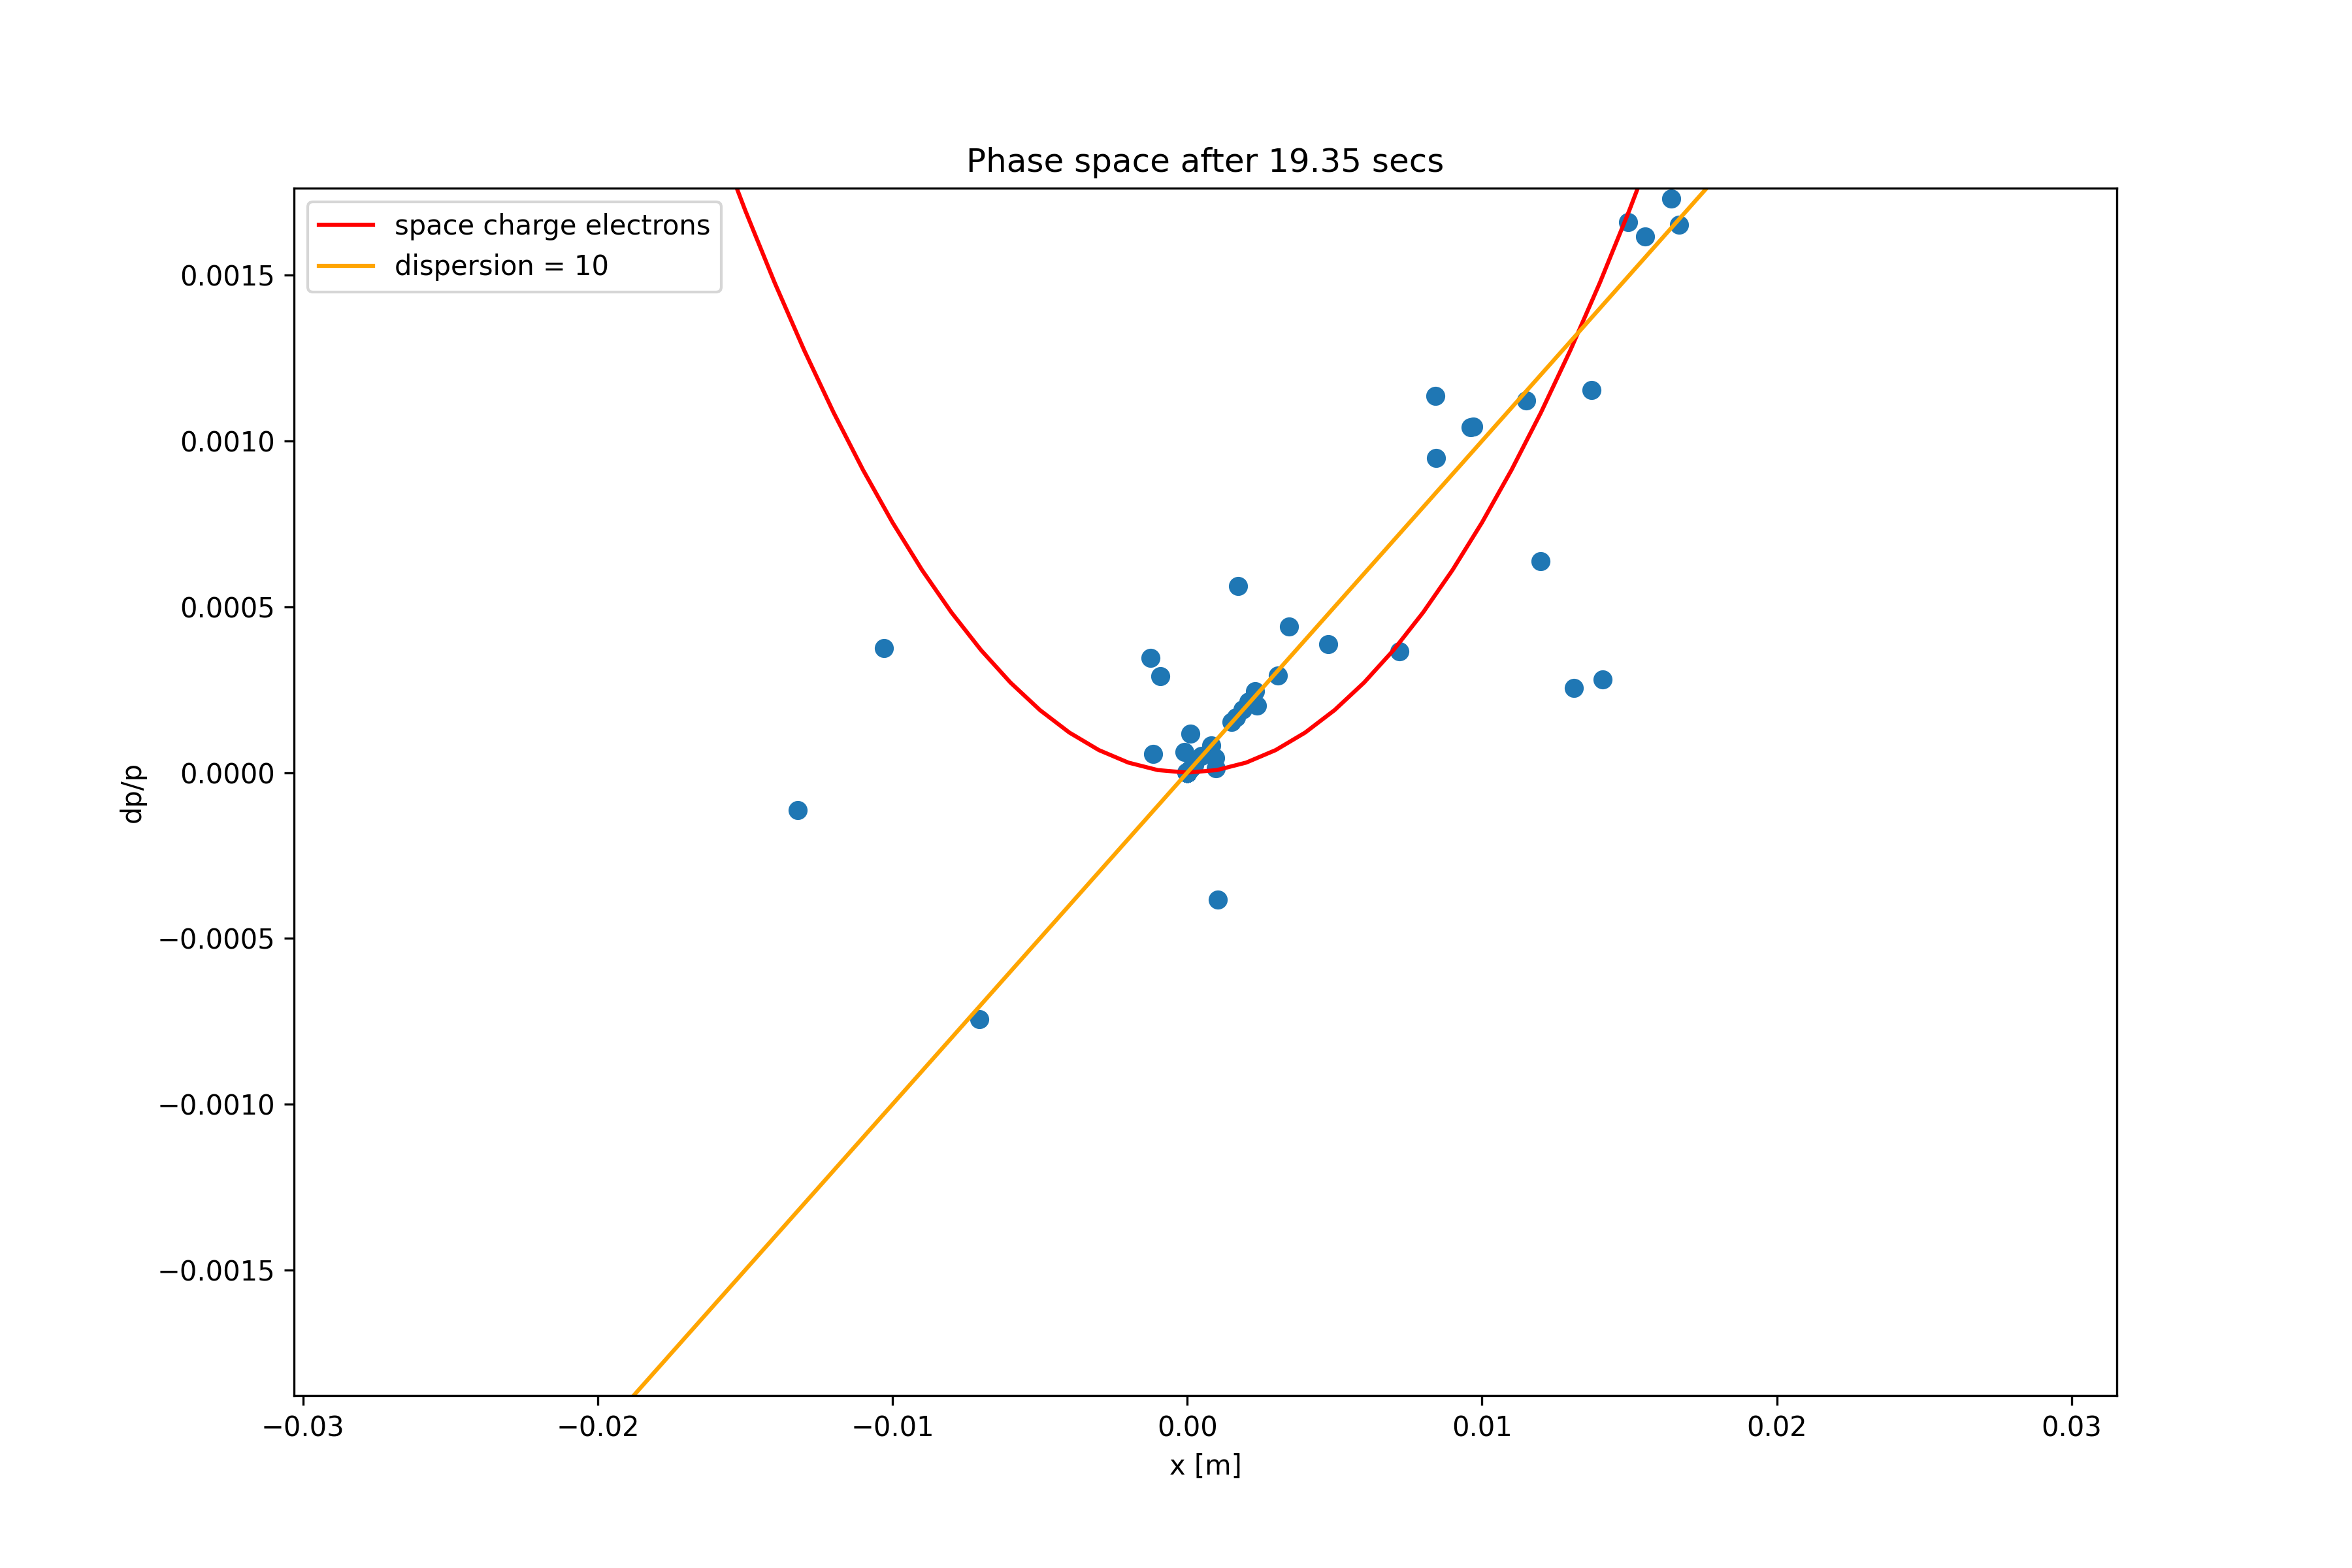 Phase space after 19.35 secs
space charge electrons
dispersion = 10
0.0015
0.0010
0.0005
0.0000
−0.0005
−0.0010
−0.0015
dp/p
−0.03
−0.02
−0.01
0.00
0.01
0.02
0.03
x [m]